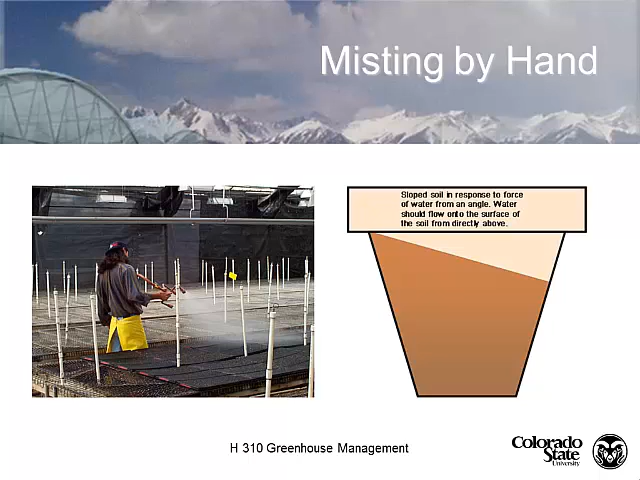 Misting by Hand
Sloped soil in response to force
of water from an angle. Water
should flow onto the surface of
the soil from directly above.
H 310 Greenhouse Management
Colorado
State
University